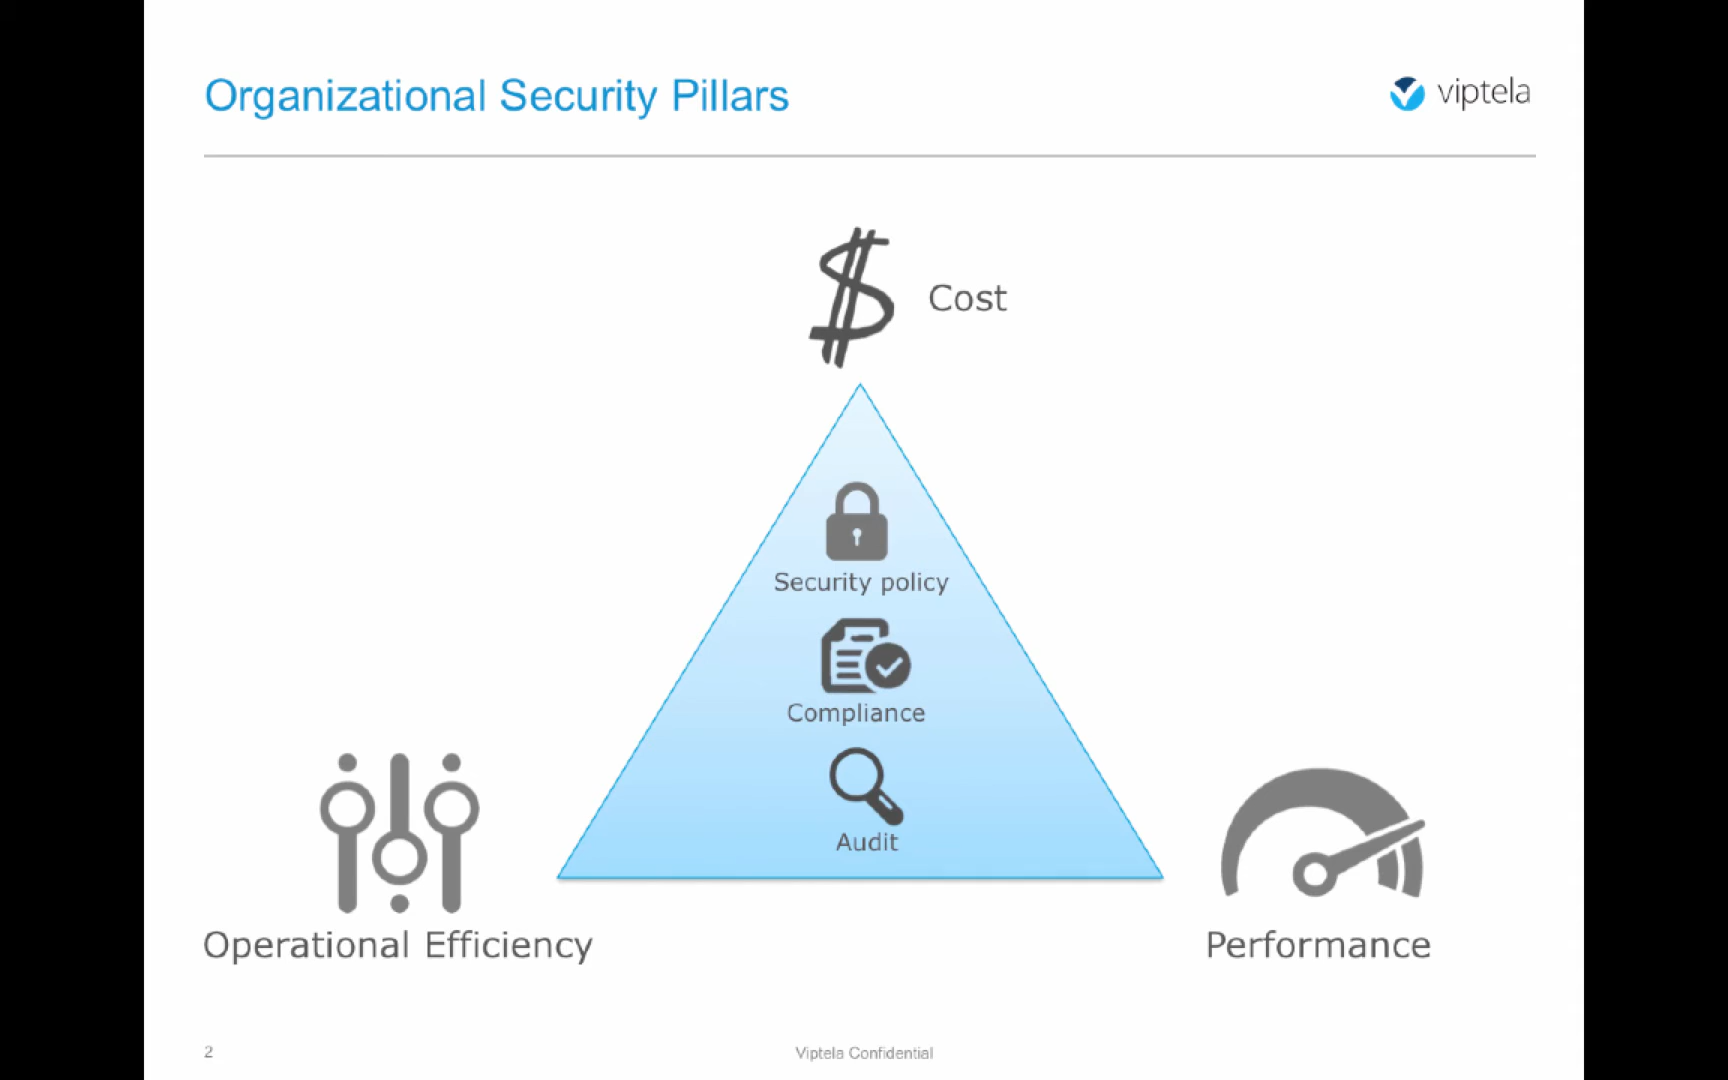 Organizational Security Pillars
viptela
$ Cost
Security policy
Compliance
Audit
Operational Efficiency
Performance
2
Viptela Confidential